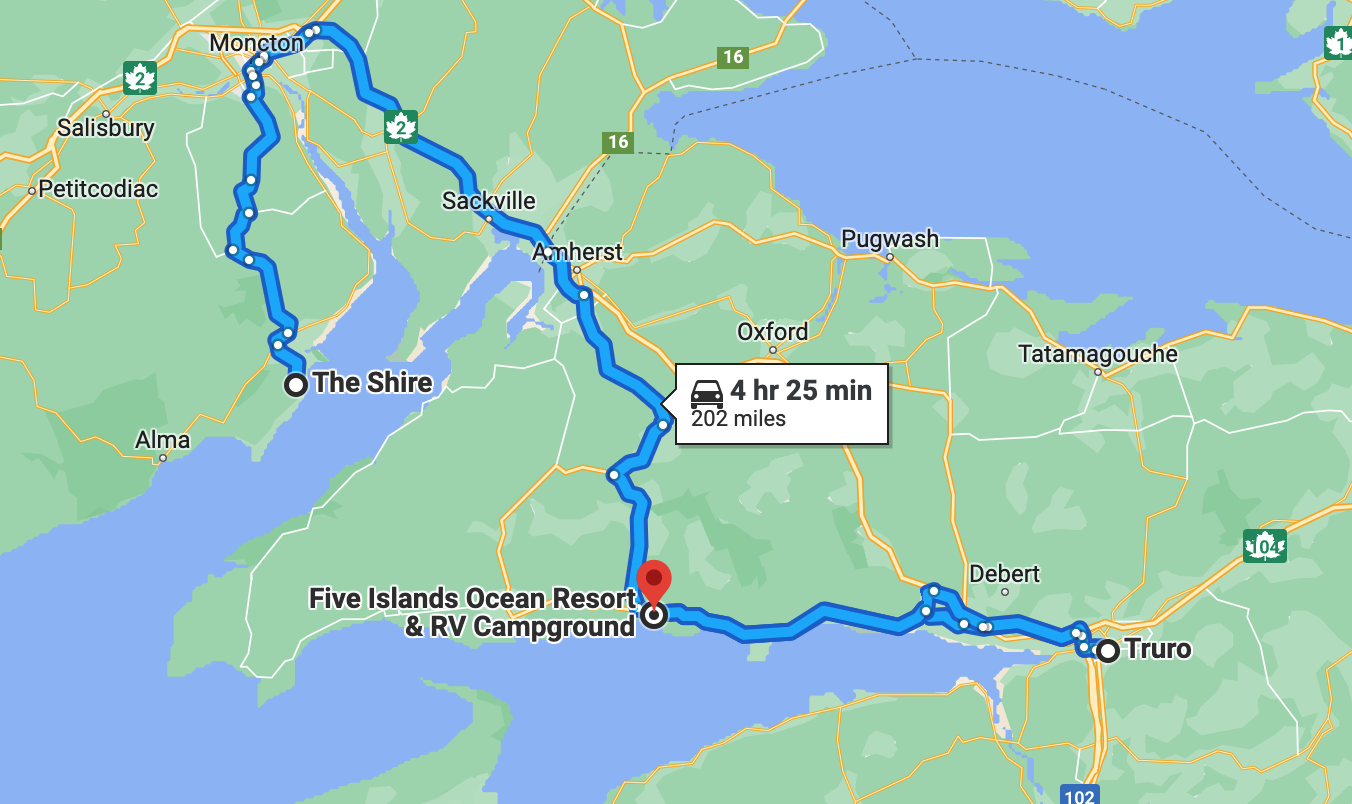 Moncton
2
16
1
Salisbury
2
16
Petitcodiac
Sackville
Amherst
Pugwash
Oxford
Tatamagouche
The Shire
4 hr 25 min
202 miles
Alma
104
Debert
Five Islands Ocean Resort
& RV Campground
Truro
102